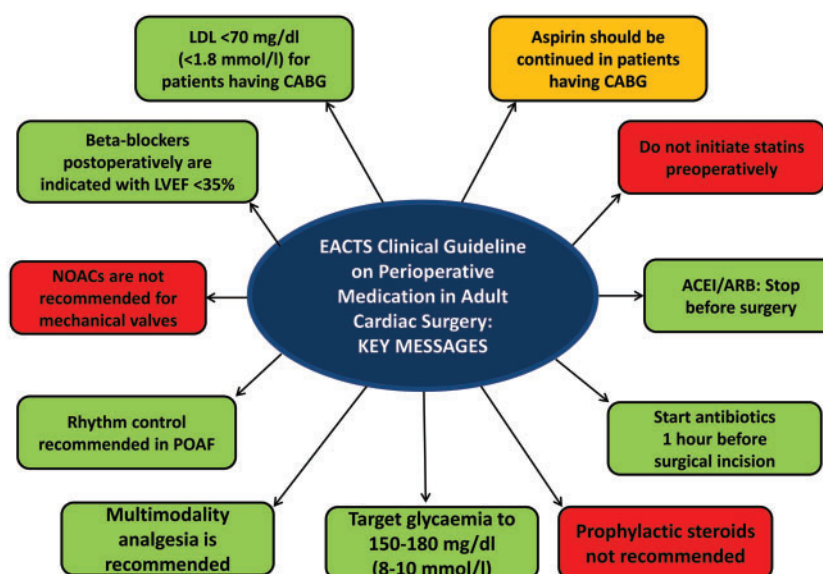 LDL <70 mg/dl
(<1.8 mmol/l) for
patients having CABG
Aspirin should be
continued in patients
having CABG
Beta-blockers
postoperatively are
indicated with LVEF <35%
Do not initiate statins
preoperatively
EACTS Clinical Guideline
on Perioperative
Medication in Adult
Cardiac Surgery:
KEY MESSAGES
NOACs are not
recommended for
mechanical valves
ACEI/ARB: Stop
before surgery
Rhythm control
recommended in POAF
Start antibiotics
1 hour before
surgical incision
Multimodality
analgesia is
recommended
Target glycaemia to
150-180 mg/dl
(8-10 mmol/l)
Prophylactic steroids
not recommended